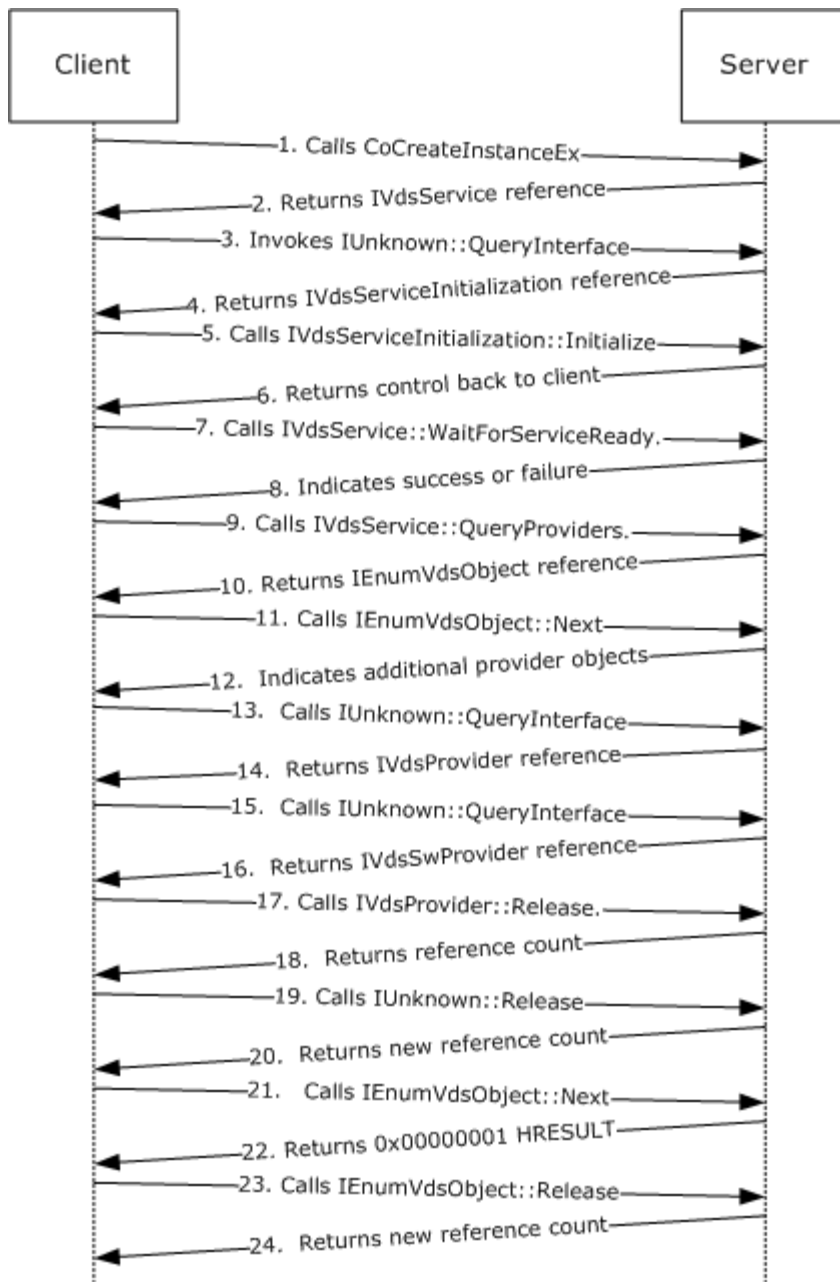 Client
Server
1. Calls CoCreateInstanceEx
2. Returns IVdsService reference
3. Invokes IUnknown::QueryInterface
4. Returns IVdsServiceInitialization reference
5. Calls IVdsServiceInitialization::Initialize
6. Returns control back to client
7. Calls IVdsService::WaitForServiceReady.
8. Indicates success or failure
9. Calls IVdsService::QueryProviders.
10. Returns IEnumVdsObject reference
11. Calls IEnumVdsObject::Next
12. Indicates additional provider objects
13. Calls IUnknown::QueryInterface
14. Returns IVdsProvider reference
15. Calls IUnknown::QueryInterface
16. Returns IVdsSwProvider reference
17. Calls IVdsProvider::Release.
18. Returns reference count
19. Calls IUnknown::Release
20. Returns new reference count
21. Calls IEnumVdsObject::Next
22. Returns 0x00000001 HRESULT
23. Calls IEnumVdsObject::Release
24. Returns new reference count